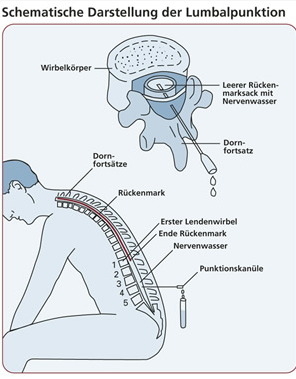 Schematische Darstellung der Lumbalpunktion
Wirbelkörper
Leerer Rücken-
marksack mit
Nervenwasser
Dorn-
fortsatz
Dorn-
fortsätze
Rückenmark
Erster Lendenwirbel
Ende Rückenmark
Nervenwasser
Punktionskanüle
1
2
3
4
5